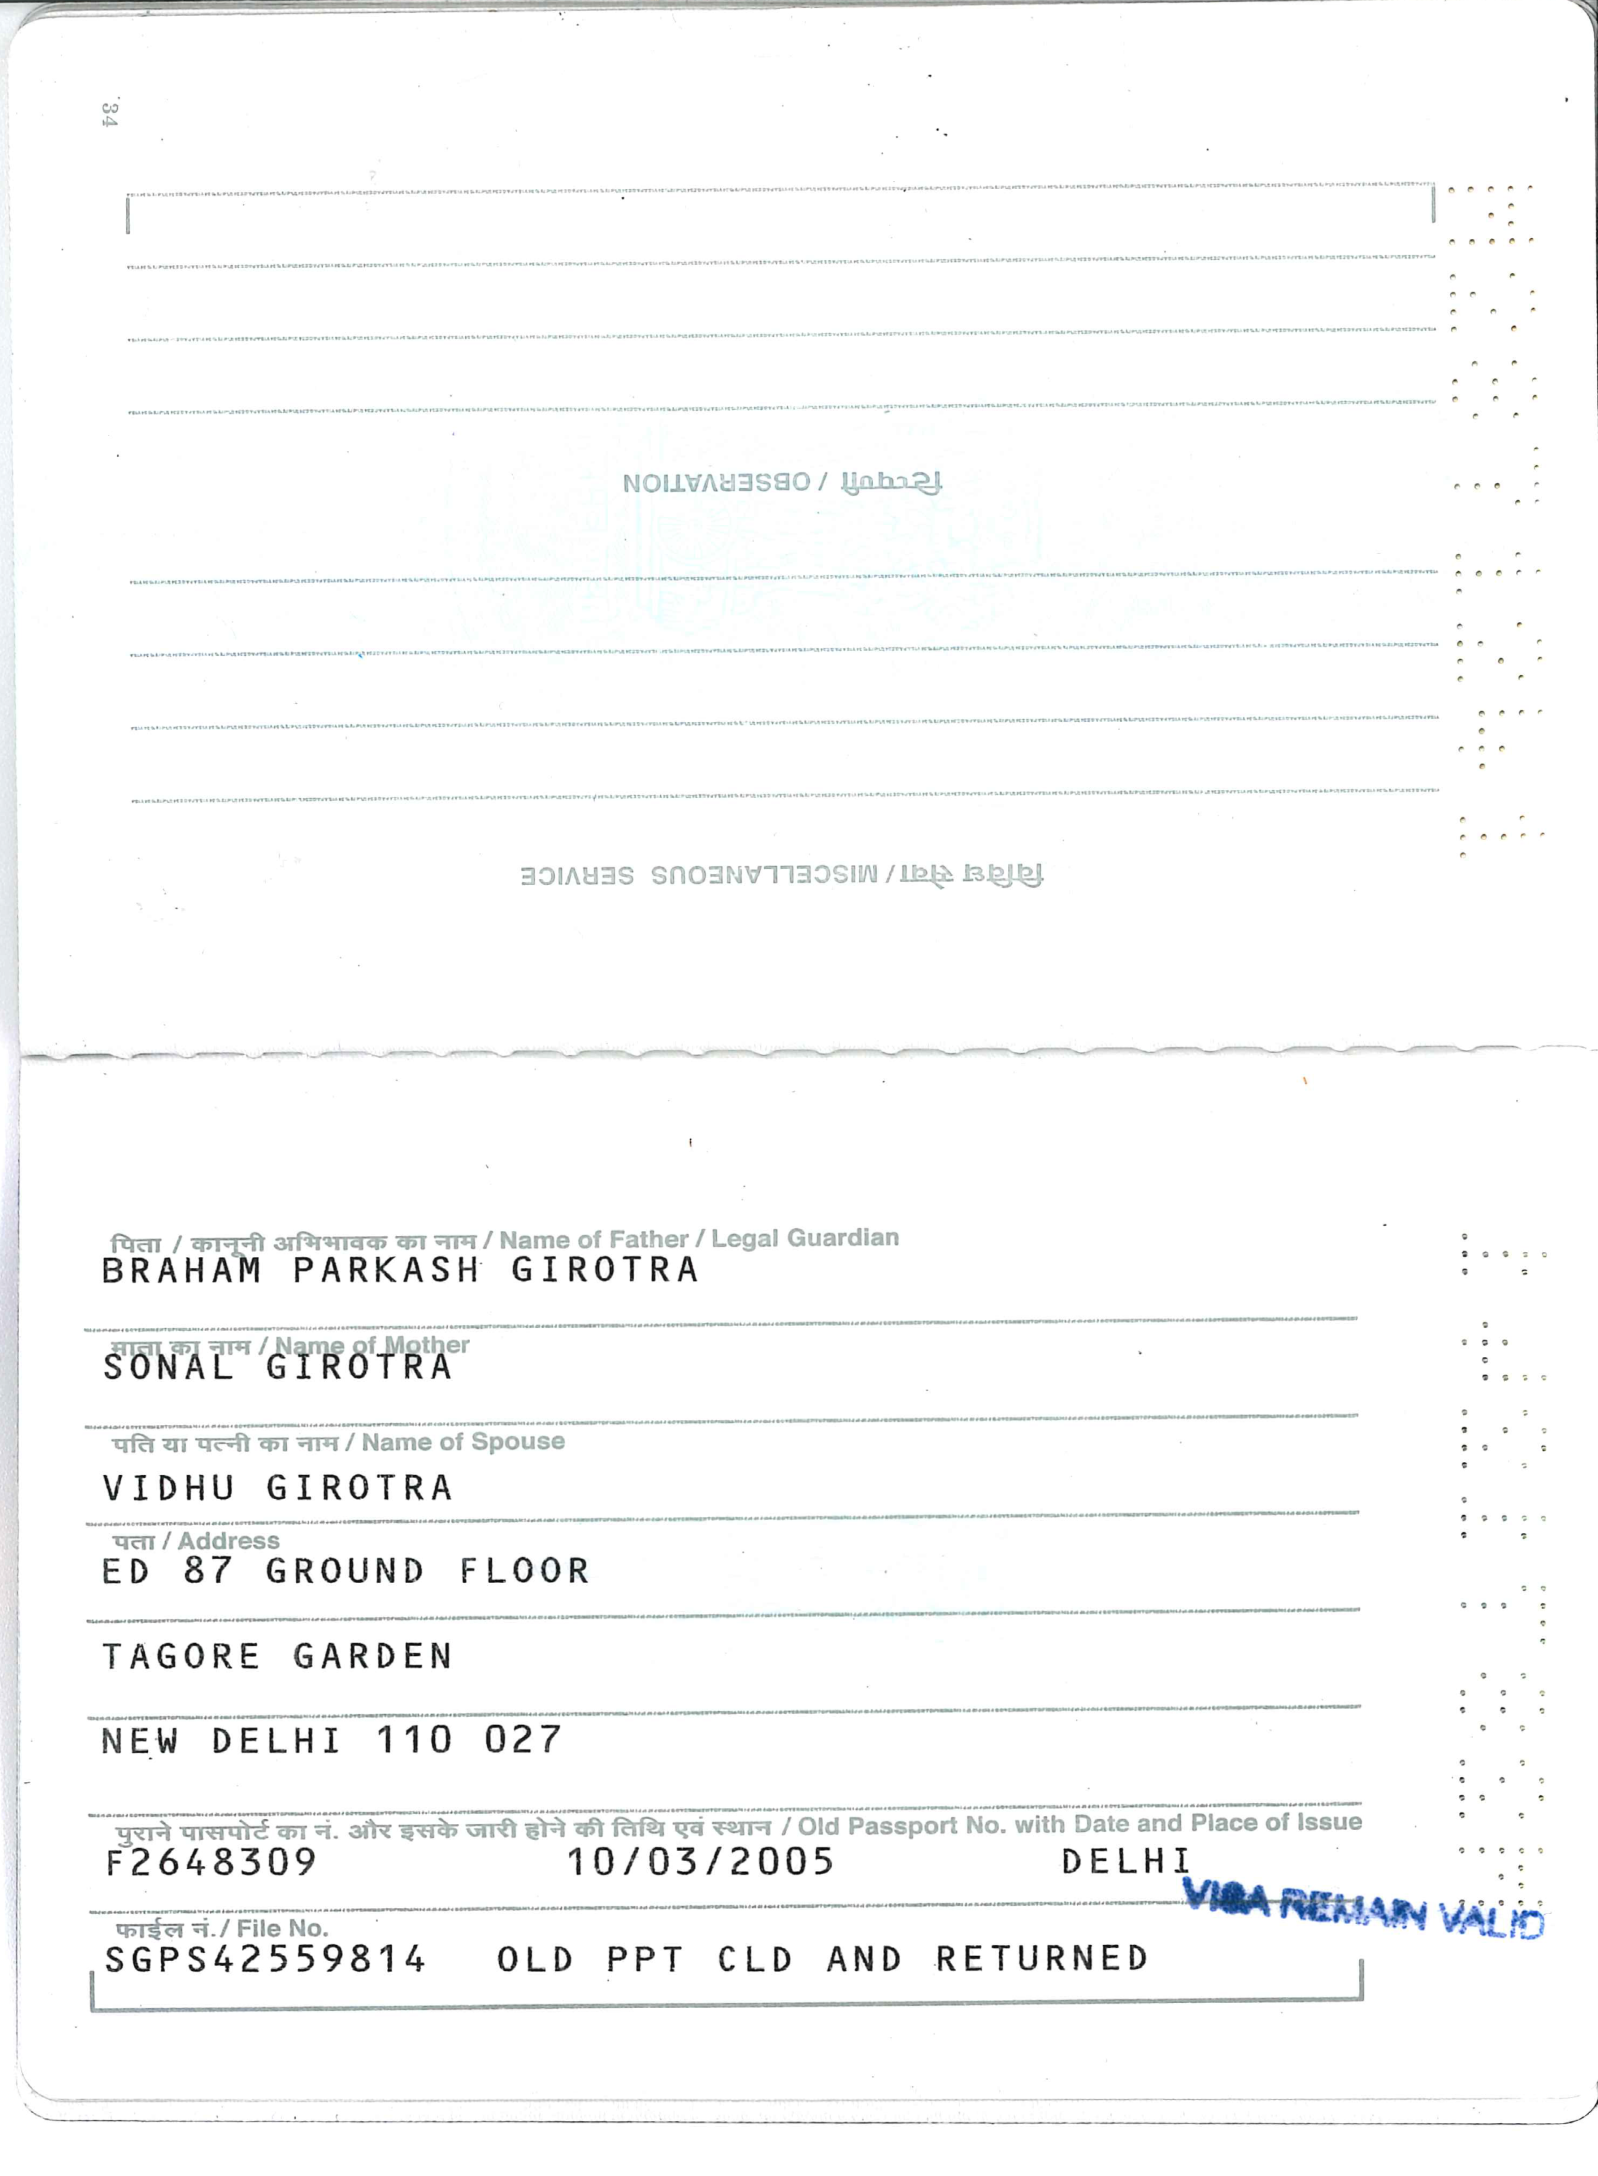 34
टिप्पणी / OBSERVATION
विविध सेवा / MISCELLANEOUS SERVICE
पिता / कानूनी अभिभावक का नाम / Name of Father / Legal Guardian
BRAHAM PARKASH GIROTRA
माता का नाम / Name of Mother
SONAL GIROTRA
पति या पत्नी का नाम / Name of Spouse
VIDHU GIROTRA
पता / Address
ED 87 GROUND FLOOR
TAGORE GARDEN
NEW DELHI 110 027
पुराने पासपोर्ट का नं. और इसके जारी होने की तिथि एवं स्थान / Old Passport No. with Date and Place of Issue
F2648309 10/03/2005 DELHI
VISA REMAIN VALID
फाईल नं. / File No.
SGPS42559814 OLD PPT CLD AND RETURNED